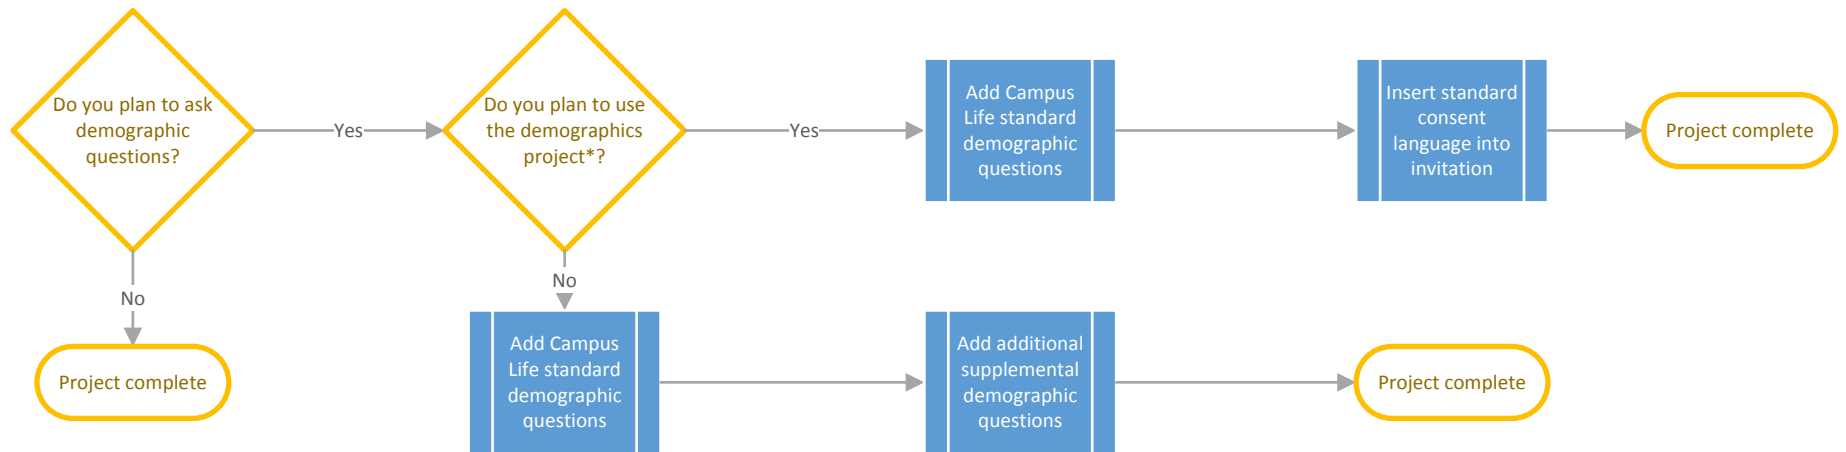 Do you plan to ask
demographic
questions?
Yes
Do you plan to use
the demographics
project*?
Yes
Add Campus
Life standard
demographic
questions
Insert standard
consent
language into
invitation
Project complete
No
Project complete
No
Add Campus
Life standard
demographic
questions
Add additional
supplemental
demographic
questions
Project complete